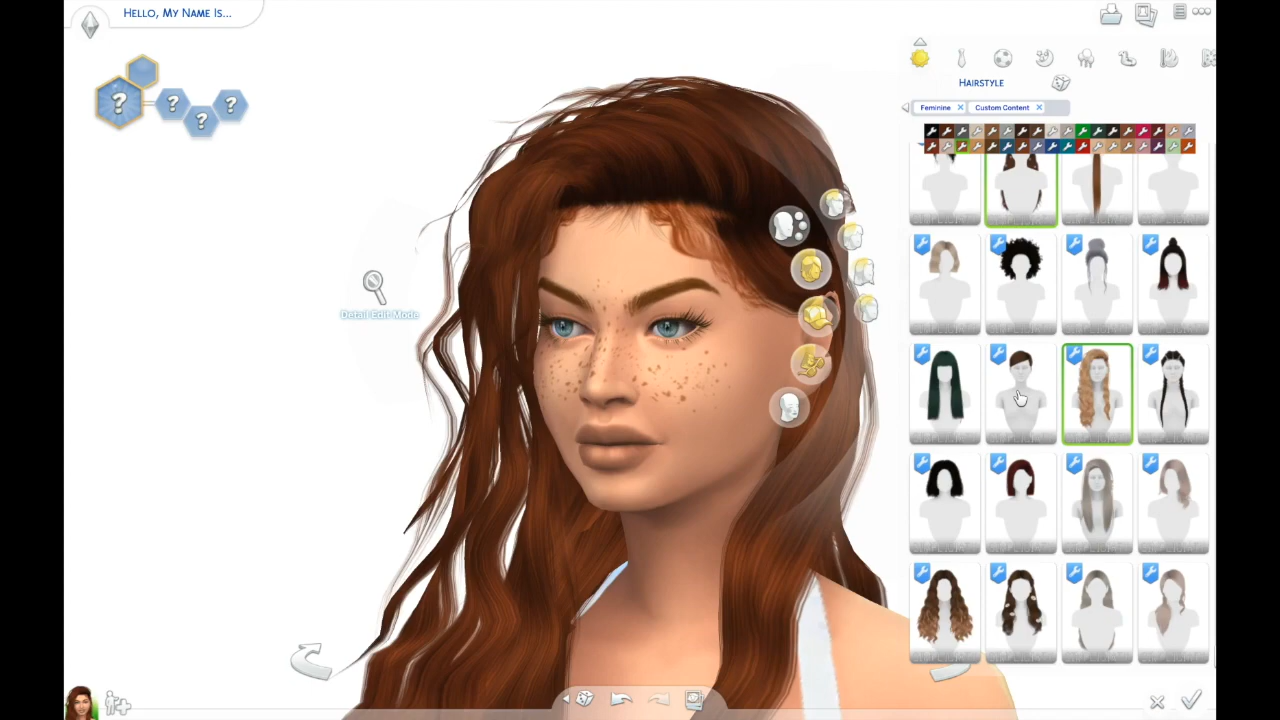 Hello, My Name Is...
Hairstyle
Feminine X
Custom Content X
? ? ? ?
Detail Edit Mode